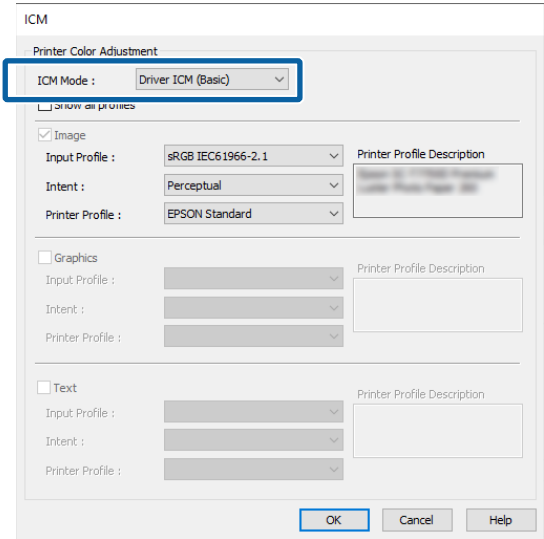 ICM
Printer Color Adjustment
ICM Mode : Driver ICM (Basic)
Show all profiles
Image
Input Profile : sRGB IEC61966-2.1 Printer Profile Description
Intent : Perceptual
Printer Profile : EPSON Standard
Graphics
Printer Profile Description
Input Profile :
Intent :
Printer Profile :
Text
Printer Profile Description
Input Profile :
Intent :
Printer Profile :
OK Cancel Help